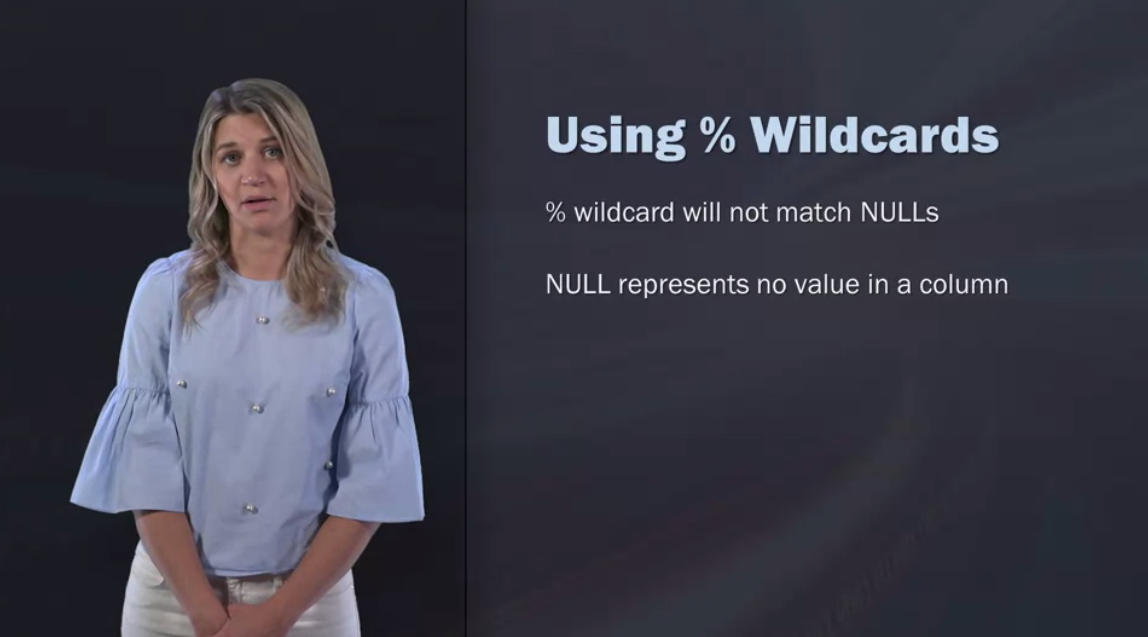 Using % Wildcards
% wildcard will not match NULLs
NULL represents no value in a column